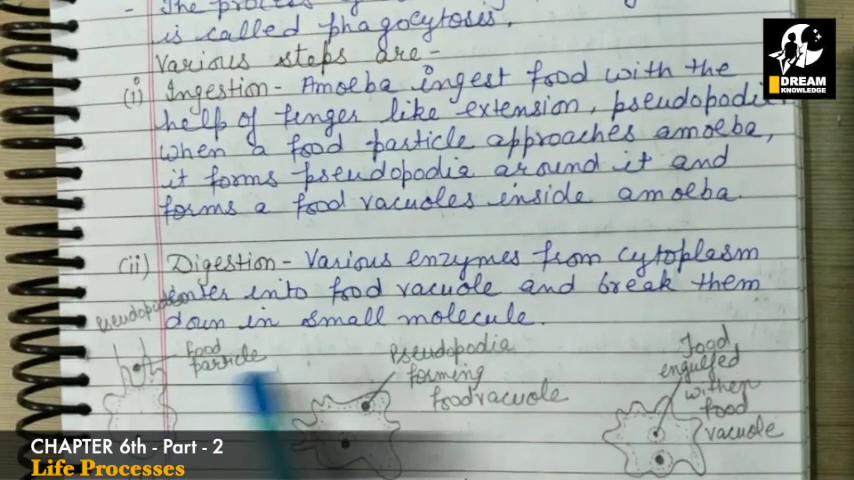 - The process
is called phagocytosis.
Various steps are -
(i) Ingestion - Amoeba ingest food with the
help of finger like extension, pseudopodia
when a food particle approaches amoeba,
it forms pseudopodia around it and
forms a food vacuoles inside amoeba.
(ii) Digestion - Various enzymes from cytoplasm
enter into food vacuole and break them
down in small molecule.
Pseudopodia
food
particle
Pseudopodia
forming
food vacuole
Food
engulfed
within
food
vacuole
DREAM
KNOWLEDGE
CHAPTER 6th - Part - 2
Life Processes